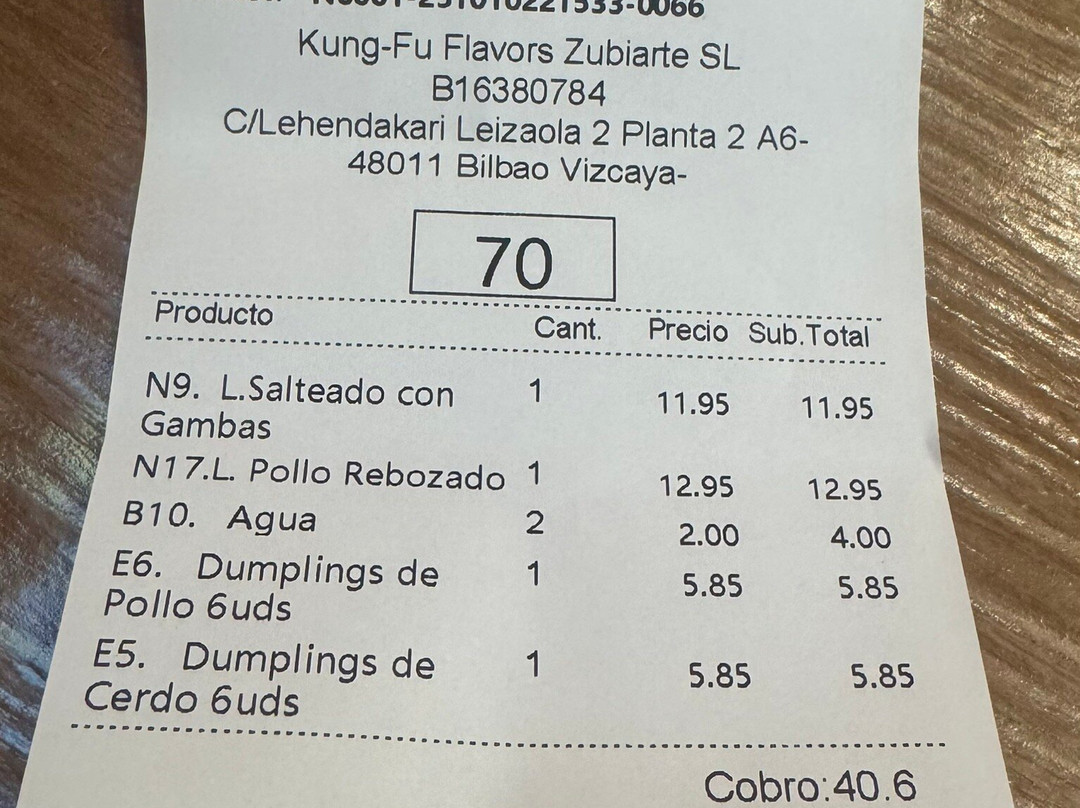 Kung-Fu Flavors Zubiarte SL
B16380784
C/Lehendakari Leizaola 2 Planta 2 A6-
48011 Bilbao Vizcaya-
70
Producto Cant. Precio Sub.Total
N9. L.Salteado con 1 11.95 11.95
Gambas
N17.L. Pollo Rebozado 1 12.95 12.95
B10. Agua 2 2.00 4.00
E6. Dumplings de 1 5.85 5.85
Pollo 6uds
E5. Dumplings de 1 5.85 5.85
Cerdo 6uds
Cobro:40.6